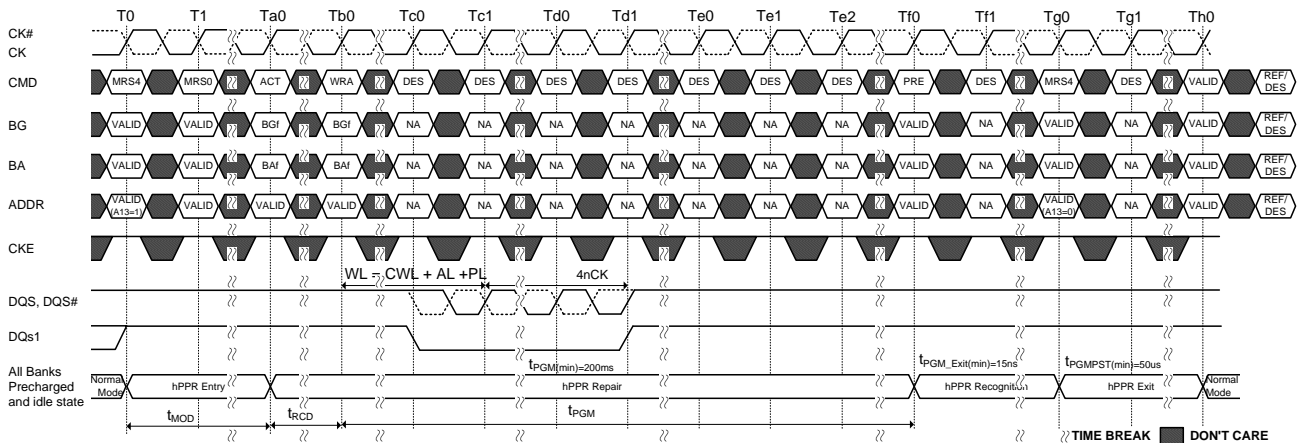 T0 T1 Ta0 Tb0 Tc0 Tc1 Td0 Td1 Te0 Te1 Te2 Tf0 Tf1 Tg0 Tg1 Th0
CK#
CK
CMD MRS4 MRS0 ACT WRA DES DES DES DES DES DES DES PRE DES MRS4 DES VALID REF/DES
BG VALID VALID BGf BGf NA NA NA NA NA NA NA VALID NA VALID NA VALID REF/DES
BA VALID VALID BAf BAf NA NA NA NA NA NA NA VALID NA VALID NA VALID REF/DES
ADDR VALID (A13=1) VALID VALID VALID NA NA NA NA NA NA NA VALID NA VALID (A13=0) NA VALID REF/DES
CKE
WL = CWL + AL +PL 4nCK
DQS, DQS#
DQs1
tPGM(min)=200ms tPGM_Exit(min)=15ns tPGMPST(min)=50us
All Banks
Precharged
and idle state
Normal Mode hPPR Entry hPPR Repair hPPR Recognition hPPR Exit Normal Mode
tMOD tRCD tPGM
TIME BREAK DON'T CARE